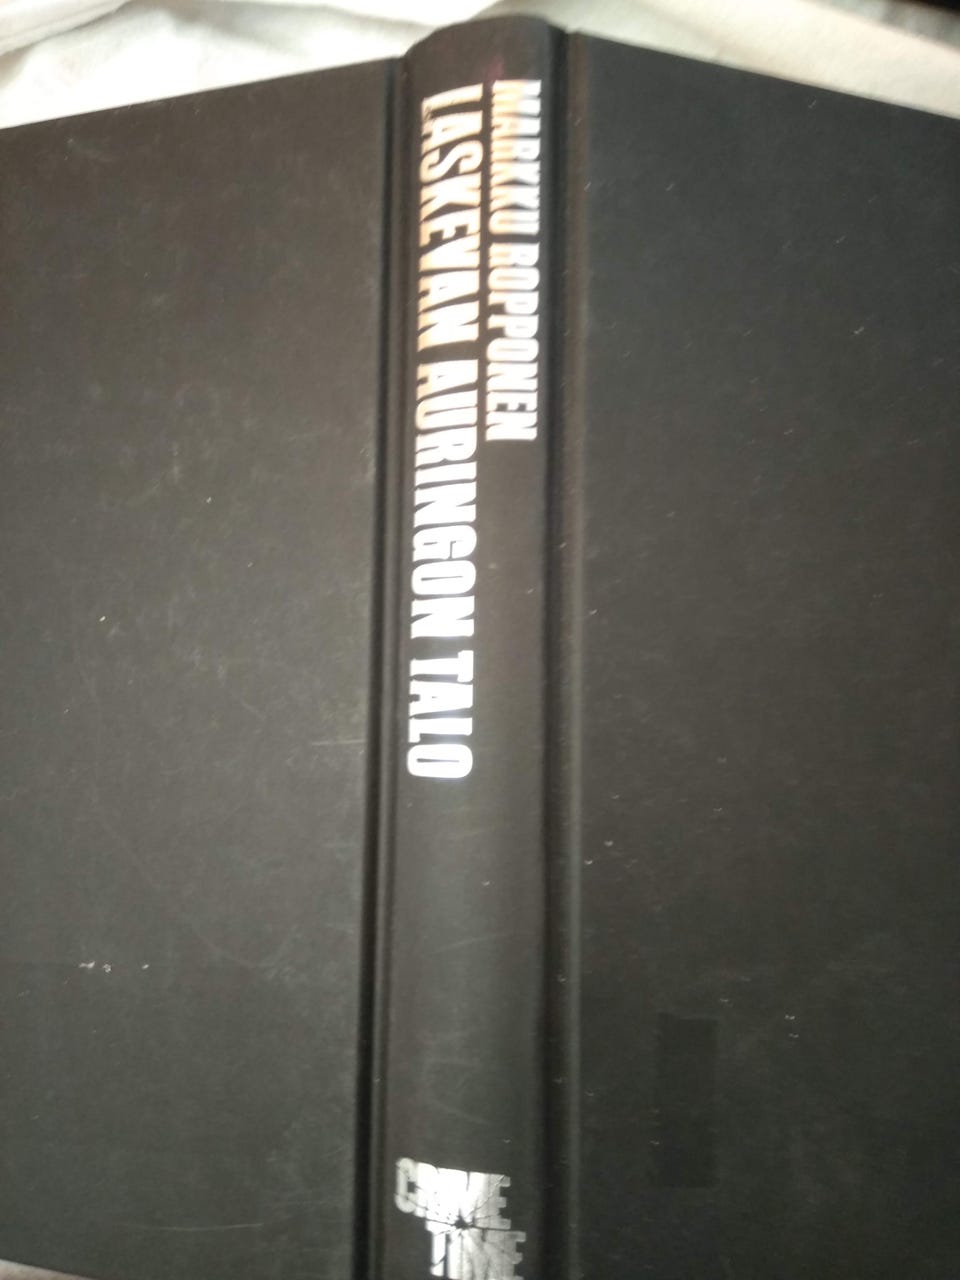 MARKKU ROPPONEN
LASKEVAN AURINGON TALO
CRIME
TIME